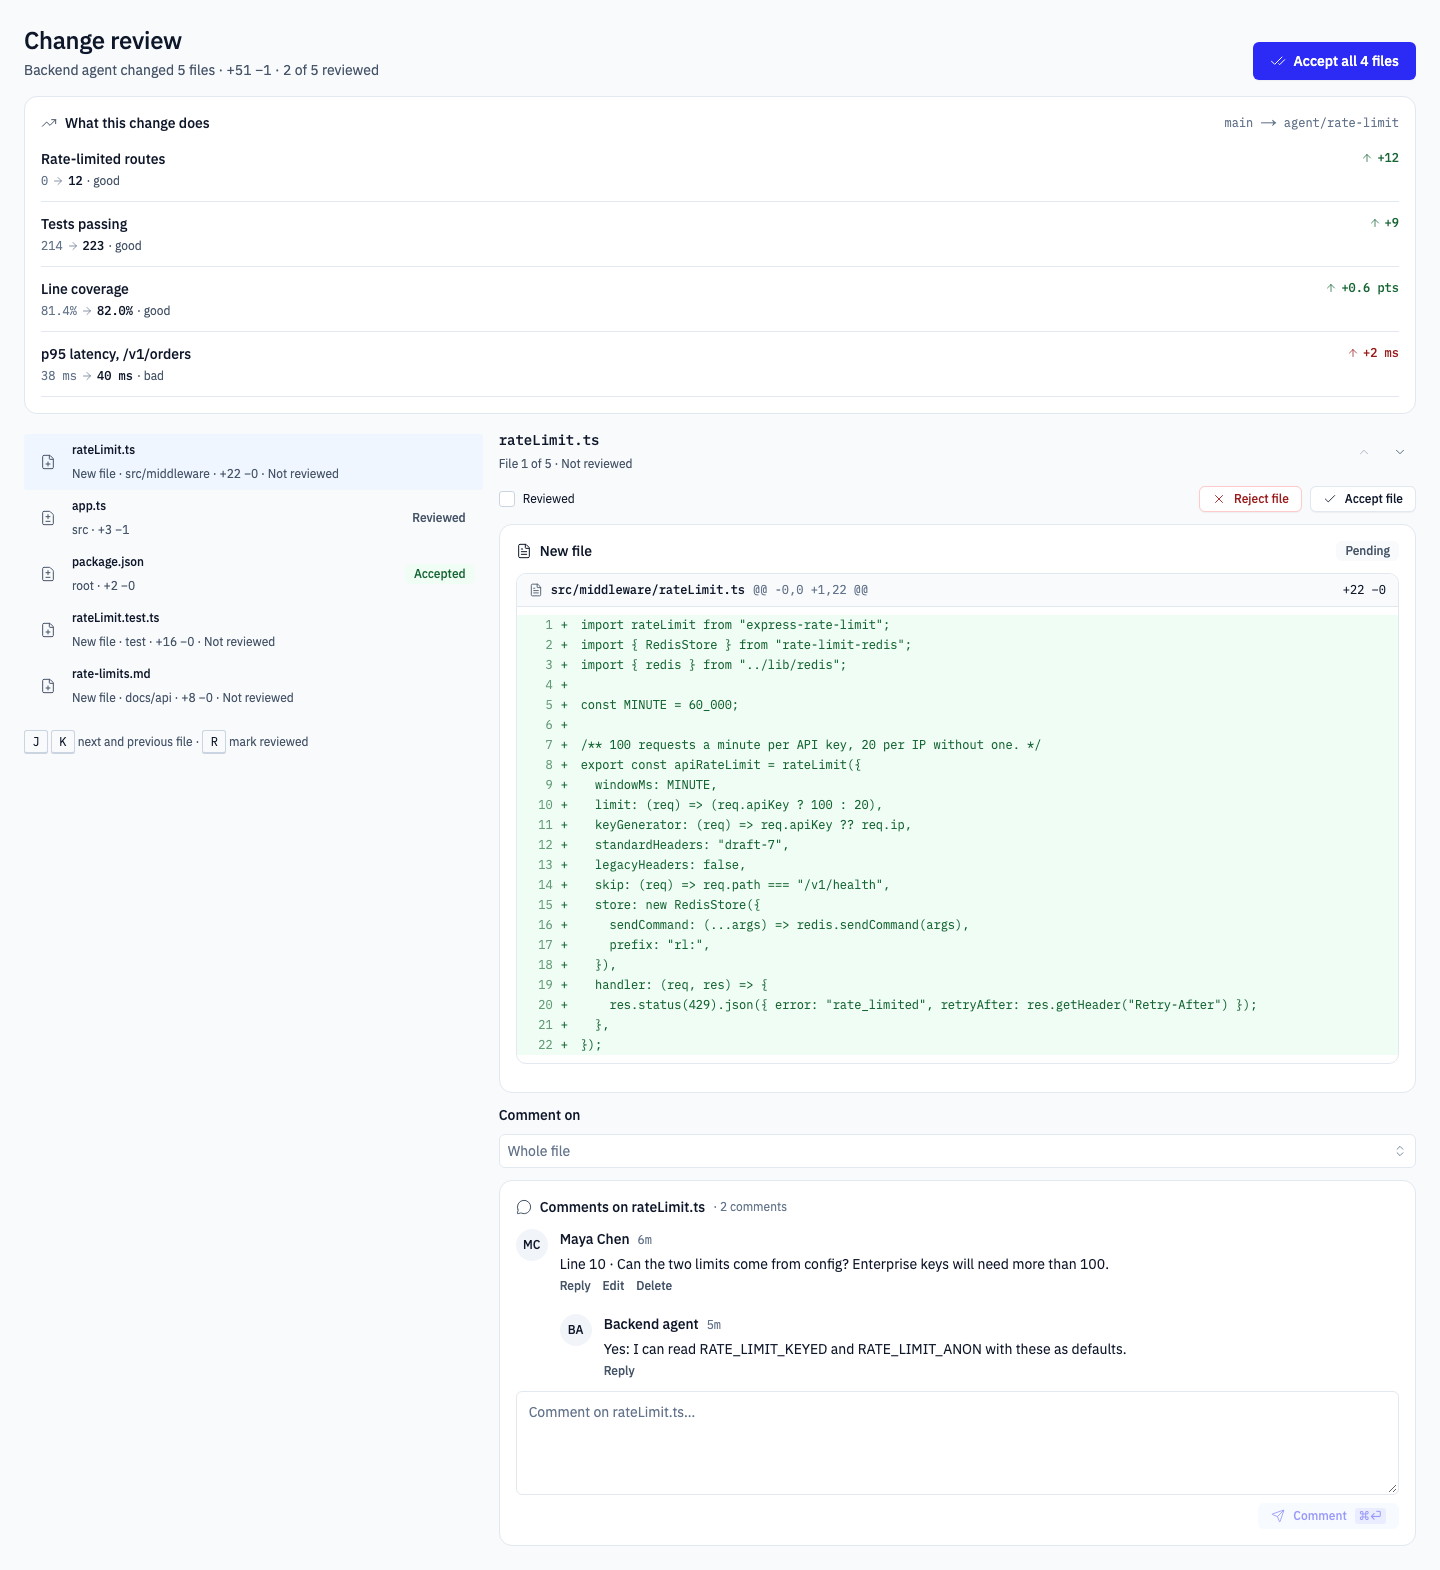 Change review
Backend agent changed 5 files · +51 −1 · 2 of 5 reviewed
Accept all 4 files
What this change does
main → agent/rate-limit
Rate-limited routes
↑ +12
0 → 12 · good
Tests passing
↑ +9
214 → 223 · good
Line coverage
↑ +0.6 pts
81.4% → 82.0% · good
p95 latency, /v1/orders
↑ +2 ms
38 ms → 40 ms · bad
rateLimit.ts
New file · src/middleware · +22 −0 · Not reviewed
app.ts
src · +3 −1
Reviewed
package.json
root · +2 −0
Accepted
rateLimit.test.ts
New file · test · +16 −0 · Not reviewed
rate-limits.md
New file · docs/api · +8 −0 · Not reviewed
J K next and previous file · R mark reviewed
rateLimit.ts
File 1 of 5 · Not reviewed
Reviewed
Reject file
Accept file
New file
Pending
src/middleware/rateLimit.ts @@ -0,0 +1,22 @@
+22 −0
1 + import rateLimit from "express-rate-limit";
2 + import { RedisStore } from "rate-limit-redis";
3 + import { redis } from "../lib/redis";
4 +
5 + const MINUTE = 60_000;
6 +
7 + /** 100 requests a minute per API key, 20 per IP without one. */
8 + export const apiRateLimit = rateLimit({
9 +   windowMs: MINUTE,
10 +   limit: (req) => (req.apiKey ? 100 : 20),
11 +   keyGenerator: (req) => req.apiKey ?? req.ip,
12 +   standardHeaders: "draft-7",
13 +   legacyHeaders: false,
14 +   skip: (req) => req.path === "/v1/health",
15 +   store: new RedisStore({
16 +     sendCommand: (...args) => redis.sendCommand(args),
17 +     prefix: "rl:",
18 +   }),
19 +   handler: (req, res) => {
20 +     res.status(429).json({ error: "rate_limited", retryAfter: res.getHeader("Retry-After") });
21 +   },
22 + });
Comment on
Whole file
Comments on rateLimit.ts · 2 comments
MC
Maya Chen 6m
Line 10 · Can the two limits come from config? Enterprise keys will need more than 100.
Reply Edit Delete
BA
Backend agent 5m
Yes: I can read RATE_LIMIT_KEYED and RATE_LIMIT_ANON with these as defaults.
Reply
Comment on rateLimit.ts…
Comment ⌘⏎